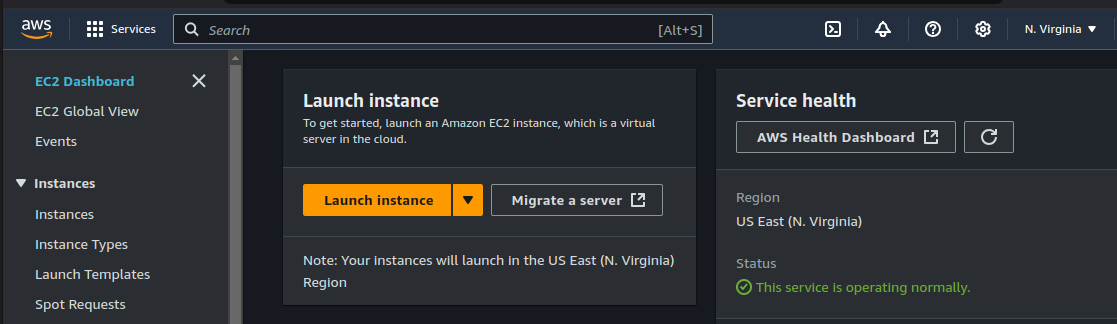 aws
Services
Search
[Alt+S]
N. Virginia
EC2 Dashboard
EC2 Global View
Events
Instances
Instances
Instance Types
Launch Templates
Spot Requests
Launch instance
To get started, launch an Amazon EC2 instance, which is a virtual
server in the cloud.
Launch instance
Migrate a server
Note: Your instances will launch in the US East (N. Virginia)
Region
Service health
AWS Health Dashboard
Region
US East (N. Virginia)
Status
This service is operating normally.